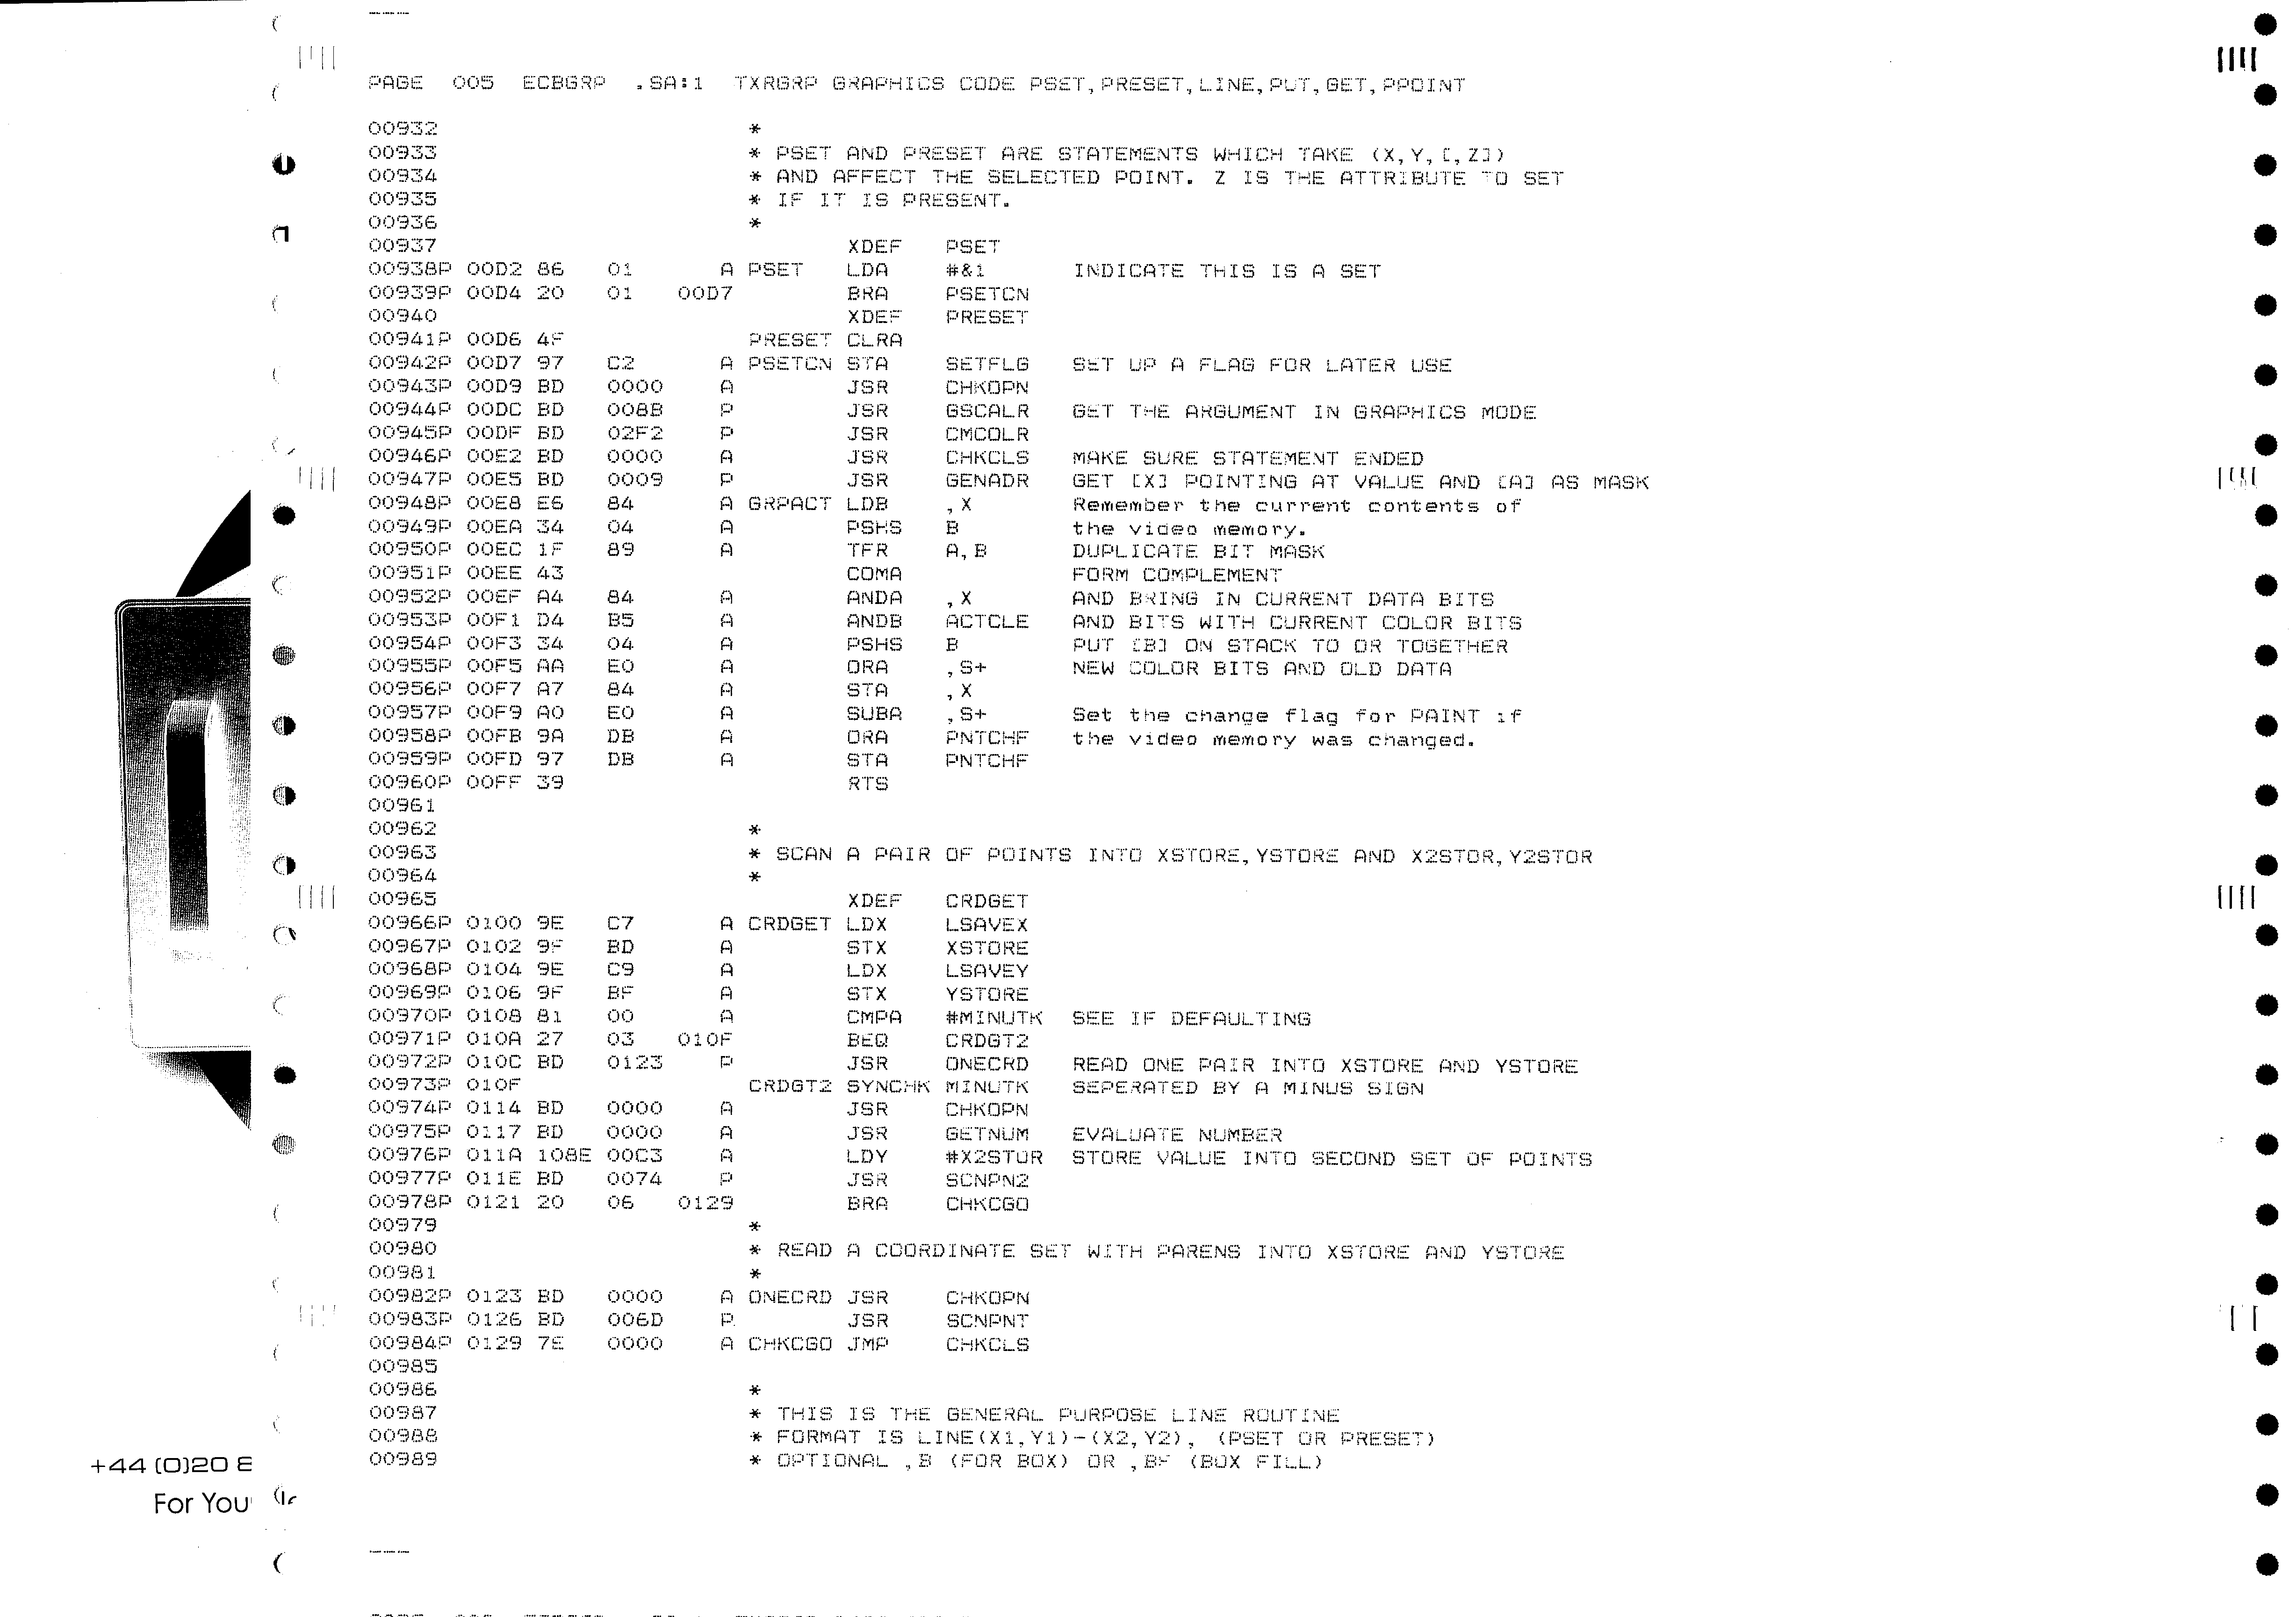 PAGE 005 ECBGRP .SA:1 TXRGRP GRAPHICS CODE PSET,PRESET,LINE,PUT,GET,PPOINT
00932 *
00933 * PSET AND PRESET ARE STATEMENTS WHICH TAKE (X,Y,[,Z])
00934 * AND AFFECT THE SELECTED POINT. Z IS THE ATTRIBUTE TO SET
00935 * IF IT IS PRESENT.
00936 *
00937 XDEF PSET
00938P 00D2 86 01 A PSET LDA #&1 INDICATE THIS IS A SET
00939P 00D4 20 01 00D7 BRA PSETCN
00940 XDEF PRESET
00941P 00D6 4F PRESET CLRA
00942P 00D7 97 C2 A PSETCN STA SETFLG SET UP A FLAG FOR LATER USE
00943P 00D9 BD 0000 A JSR CHKOPN
00944P 00DC BD 008B P JSR GSCALR GET THE ARGUMENT IN GRAPHICS MODE
00945P 00DF BD 02F2 P JSR CMCOLR
00946P 00E2 BD 0000 A JSR CHKCLS MAKE SURE STATEMENT ENDED
00947P 00E5 BD 0009 P JSR GENADR GET [X] POINTING AT VALUE AND [A] AS MASK
00948P 00E8 E6 84 A GRPACT LDB ,X Remember the current contents of
00949P 00EA 34 04 A PSHS B the video memory.
00950P 00EC 1F 89 A TFR A,B DUPLICATE BIT MASK
00951P 00EE 43 COMA FORM COMPLEMENT
00952P 00EF A4 84 A ANDA ,X AND BRING IN CURRENT DATA BITS
00953P 00F1 D4 B5 A ANDB ACTCLE AND BITS WITH CURRENT COLOR BITS
00954P 00F3 34 04 A PSHS B PUT [B] ON STACK TO OR TOGETHER
00955P 00F5 AA E0 A ORA ,S+ NEW COLOR BITS AND OLD DATA
00956P 00F7 A7 84 A STA ,X
00957P 00F9 A0 E0 A SUBA ,S+ Set the change flag for PAINT if
00958P 00FB 9A DB A ORA PNTCHF the video memory was changed.
00959P 00FD 97 DB A STA PNTCHF
00960P 00FF 39 RTS
00961
00962 *
00963 * SCAN A PAIR OF POINTS INTO XSTORE,YSTORE AND X2STOR,Y2STOR
00964 *
00965 XDEF CRDGET
00966P 0100 9E C7 A CRDGET LDX LSAVEX
00967P 0102 9F BD A STX XSTORE
00968P 0104 9E C9 A LDX LSAVEY
00969P 0106 9F BF A STX YSTORE
00970P 0108 81 00 A CMPA #MINUTK SEE IF DEFAULTING
00971P 010A 27 03 010F BEQ CRDGT2
00972P 010C BD 0123 P JSR ONECRD READ ONE PAIR INTO XSTORE AND YSTORE
00973P 010F CRDGT2 SYNCHK MINUTK SEPERATED BY A MINUS SIGN
00974P 0114 BD 0000 A JSR CHKOPN
00975P 0117 BD 0000 A JSR GETNUM EVALUATE NUMBER
00976P 011A 108E 00C3 A LDY #X2STOR STORE VALUE INTO SECOND SET OF POINTS
00977P 011E BD 0074 P JSR SCNPN2
00978P 0121 20 06 0129 BRA CHKCGO
00979 *
00980 * READ A COORDINATE SET WITH PARENS INTO XSTORE AND YSTORE
00981 *
00982P 0123 BD 0000 A ONECRD JSR CHKOPN
00983P 0126 BD 006D P JSR SCNPNT
00984P 0129 7E 0000 A CHKCGO JMP CHKCLS
00985
00986 *
00987 * THIS IS THE GENERAL PURPOSE LINE ROUTINE
00988 * FORMAT IS LINE(X1,Y1)-(X2,Y2), (PSET OR PRESET)
00989 * OPTIONAL ,B (FOR BOX) OR ,BF (BOX FILL)
+44 (0)20 8
For You